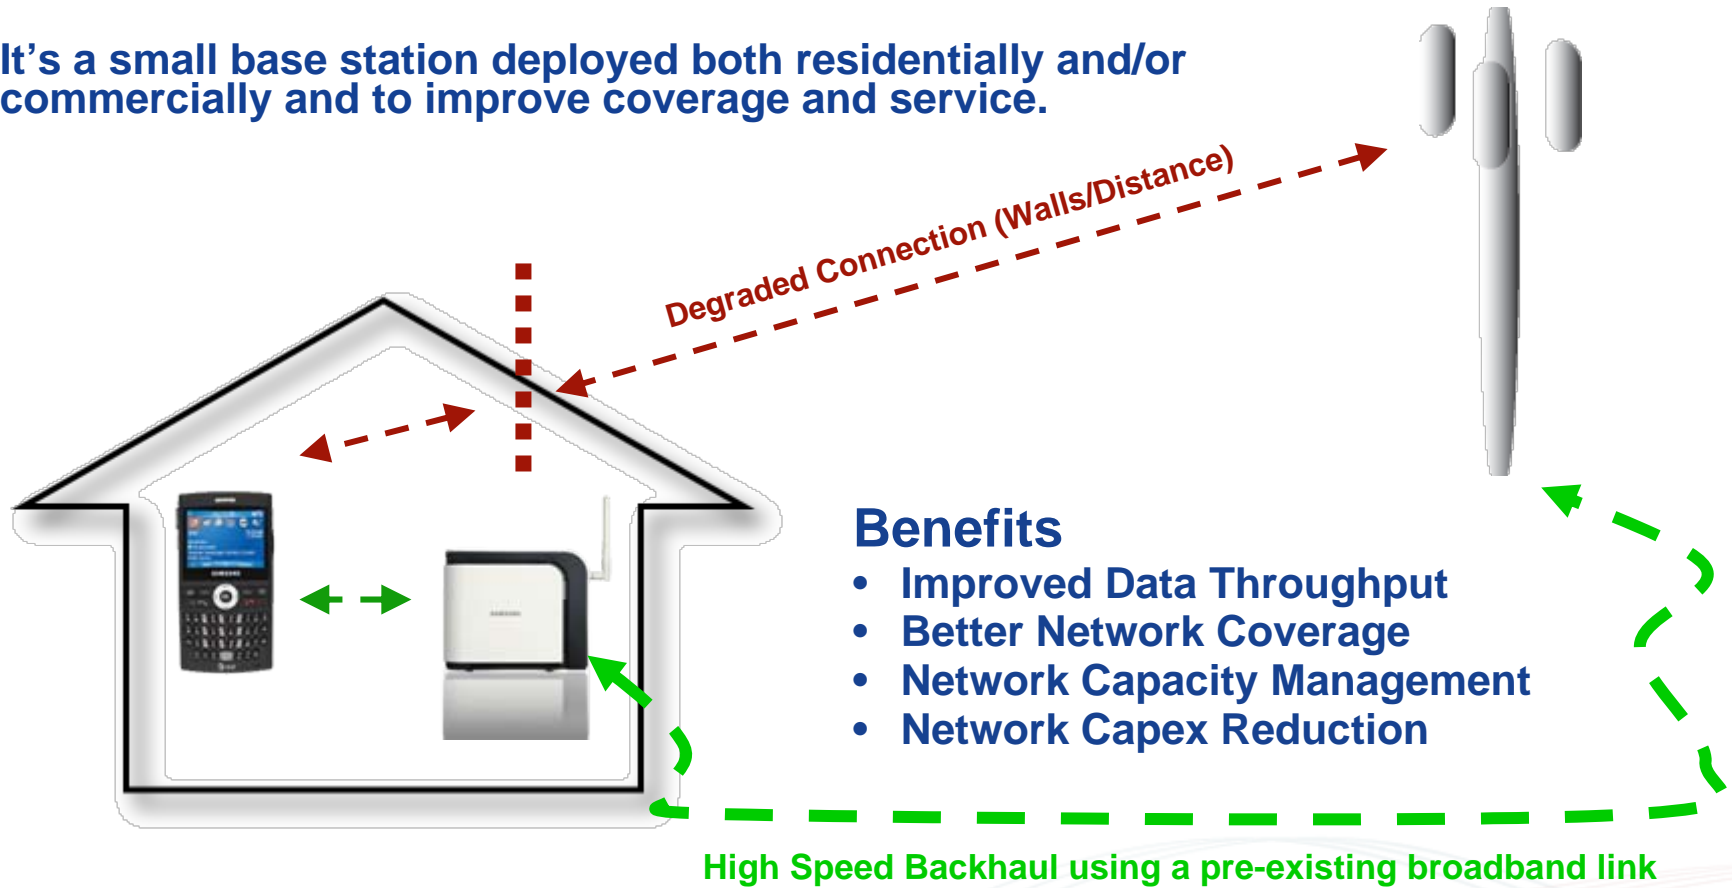 It’s a small base station deployed both residentially and/or
commercially and to improve coverage and service.
Degraded Connection (Walls/Distance)
SAMSUNG
Benefits
• Improved Data Throughput
• Better Network Coverage
• Network Capacity Management
• Network Capex Reduction
High Speed Backhaul using a pre-existing broadband link